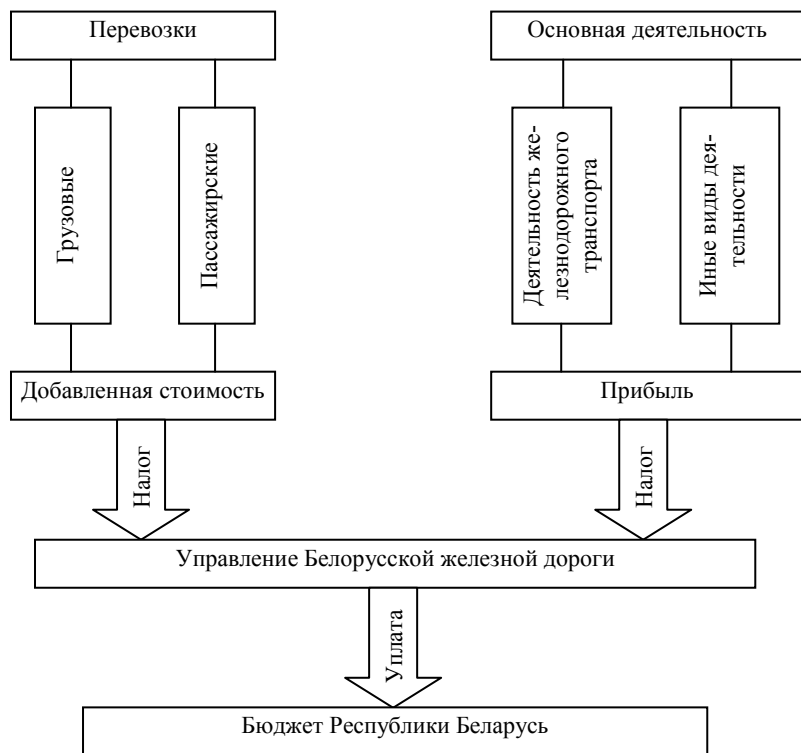 Перевозки
Основная деятельность
Грузовые
Пассажирские
Деятельность же-
лезнодорожного
транспорта
Иные виды дея-
тельности
Добавленная стоимость
Прибыль
Налог
Налог
Управление Белорусской железной дороги
Уплата
Бюджет Республики Беларусь